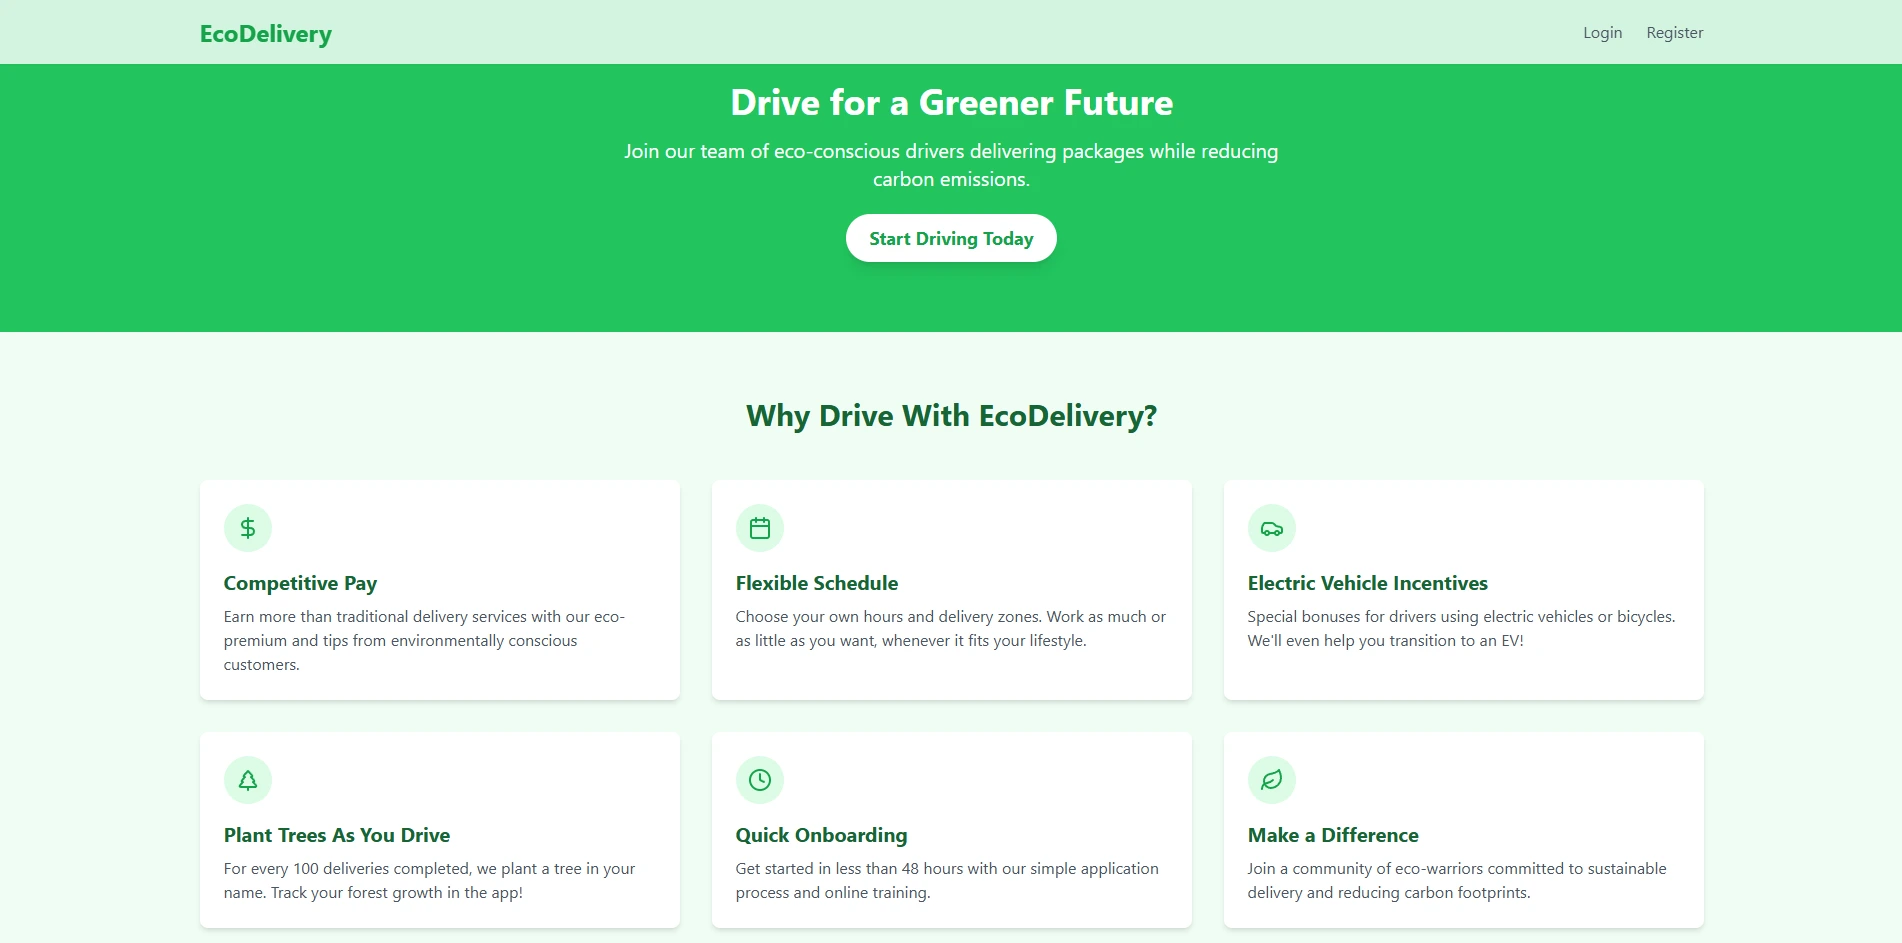 EcoDelivery
Login
Register
Drive for a Greener Future
Join our team of eco-conscious drivers delivering packages while reducing
carbon emissions.
Start Driving Today
Why Drive With EcoDelivery?
Competitive Pay
Earn more than traditional delivery services with our eco-
premium and tips from environmentally conscious
customers.
Flexible Schedule
Choose your own hours and delivery zones. Work as much or
as little as you want, whenever it fits your lifestyle.
Electric Vehicle Incentives
Special bonuses for drivers using electric vehicles or bicycles.
We'll even help you transition to an EV!
Plant Trees As You Drive
For every 100 deliveries completed, we plant a tree in your
name. Track your forest growth in the app!
Quick Onboarding
Get started in less than 48 hours with our simple application
process and online training.
Make a Difference
Join a community of eco-warriors committed to sustainable
delivery and reducing carbon footprints.